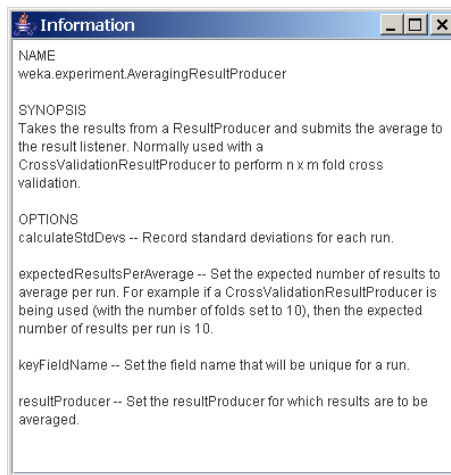 Information
NAME
weka.experiment.AveragingResultProducer
SYNOPSIS
Takes the results from a ResultProducer and submits the average to
the result listener. Normally used with a
CrossValidationResultProducer to perform n x m fold cross
validation.
OPTIONS
calculateStdDevs -- Record standard deviations for each run.
expectedResultsPerAverage -- Set the expected number of results to
average per run. For example if a CrossValidationResultProducer is
being used (with the number of folds set to 10), then the expected
number of results per run is 10.
keyFieldName -- Set the field name that will be unique for a run.
resultProducer -- Set the resultProducer for which results are to be
averaged.